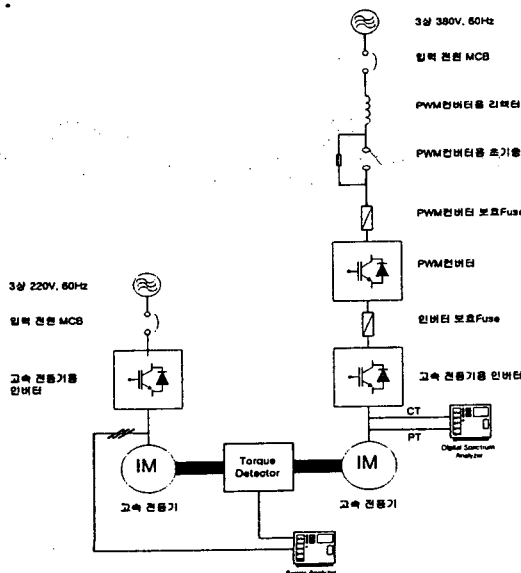 3상 380V, 60Hz
입력 전원 MCB
PWM컨버터용 리액터
PWM컨버터용 초기충
PWM컨버터 보호Fuse
PWM컨버터
인버터 보호Fuse
고속 전동기용 인버터
3상 220V, 60Hz
입력 전원 MCB
고속 전동기용
인버터
CT
PT
Digital Spectrum
Analyzer
IM
Torque
Detector
IM
고속 전동기
고속 전동기
Power Analyzer